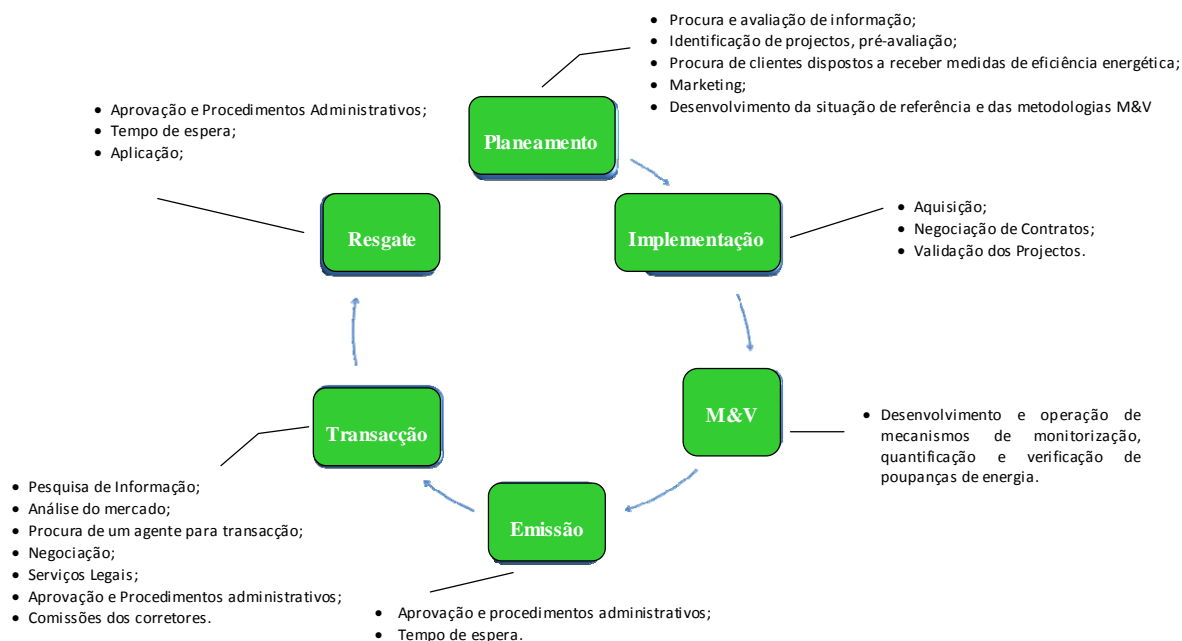 • Procura e avaliação de informação;
• Identificação de projectos, pré-avaliação;
• Procura de clientes dispostos a receber medidas de eficiência energética;
• Marketing;
• Desenvolvimento da situação de referência e das metodologias M&V
Planeamento
• Aprovação e Procedimentos Administrativos;
• Tempo de espera;
• Aplicação;
Resgate
Implementação
• Aquisição;
• Negociação de Contratos;
• Validação dos Projectos.
M&V
• Desenvolvimento e operação de
mecanismos de monitorização,
quantificação e verificação de
poupanças de energia.
Transacção
• Pesquisa de Informação;
• Análise do mercado;
• Procura de um agente para transacção;
• Negociação;
• Serviços Legais;
• Aprovação e Procedimentos administrativos;
• Comissões dos corretores.
Emissão
• Aprovação e procedimentos administrativos;
• Tempo de espera.